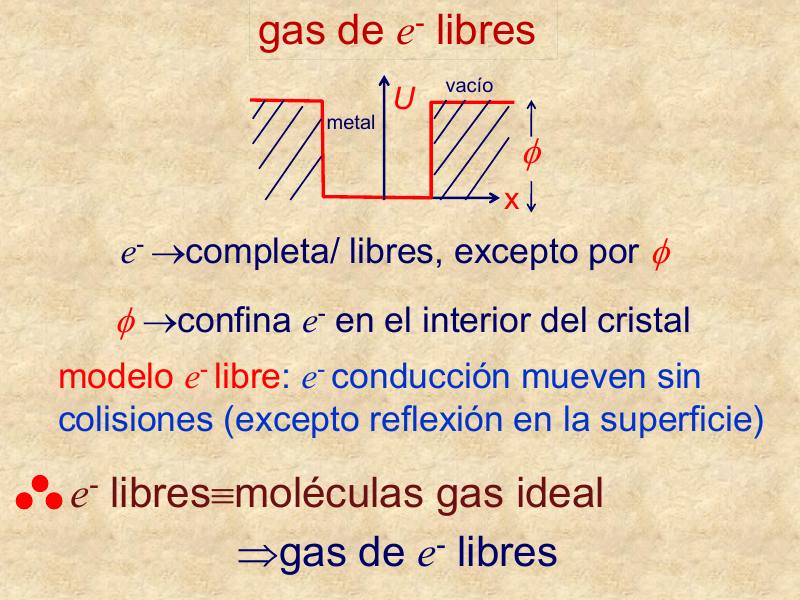 gas de e⁻ libres
vacío
U
metal
ϕ
x
e⁻ →completa/ libres, excepto por ϕ
ϕ →confina e⁻ en el interior del cristal
modelo e⁻ libre: e⁻ conducción mueven sin
colisiones (excepto reflexión en la superficie)
∴ e⁻ libres≡moléculas gas ideal
⇒gas de e⁻ libres